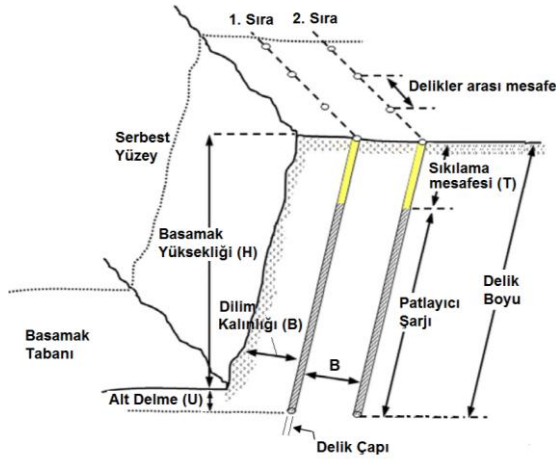 1. Sıra
2. Sıra
Delikler arası mesafe
Serbest
Yüzey
Sıkılama
mesafesi (T)
Basamak
Yüksekliği (H)
Delik
Boyu
Dilim
Kalınlığı (B)
Patlayıcı
Şarjı
Basamak
Tabanı
B
Alt Delme (U)
Delik Çapı